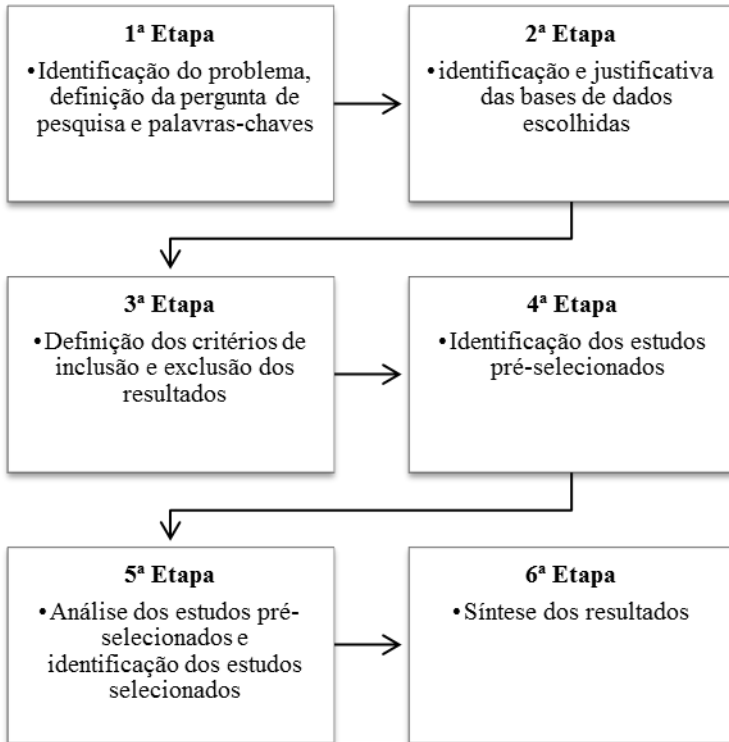 1ª Etapa
•Identificação do problema,
definição da pergunta de
pesquisa e palavras-chaves
2ª Etapa
•identificação e justificativa
das bases de dados
escolhidas
3ª Etapa
•Definição dos critérios de
inclusão e exclusão dos
resultados
4ª Etapa
•Identificação dos estudos
pré-selecionados
5ª Etapa
•Análise dos estudos pré-
selecionados e
identificação dos estudos
selecionados
6ª Etapa
•Síntese dos resultados